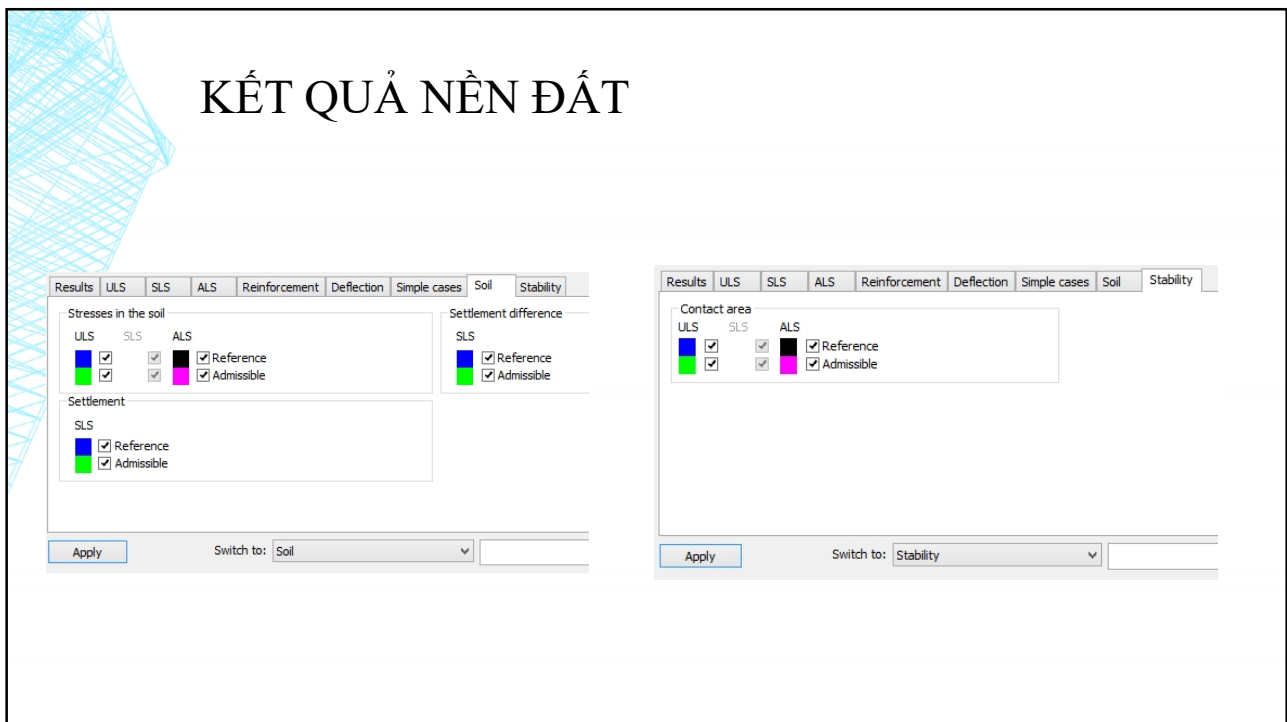 KẾT QUẢ NỀN ĐẤT
Results ULS SLS ALS Reinforcement Deflection Simple cases Soil Stability
Stresses in the soil
ULS SLS ALS
Reference
Admissible
Settlement difference
SLS
Reference
Admissible
Settlement
SLS
Reference
Admissible
Apply Switch to: Soil
Results ULS SLS ALS Reinforcement Deflection Simple cases Soil Stability
Contact area
ULS SLS ALS
Reference
Admissible
Apply Switch to: Stability